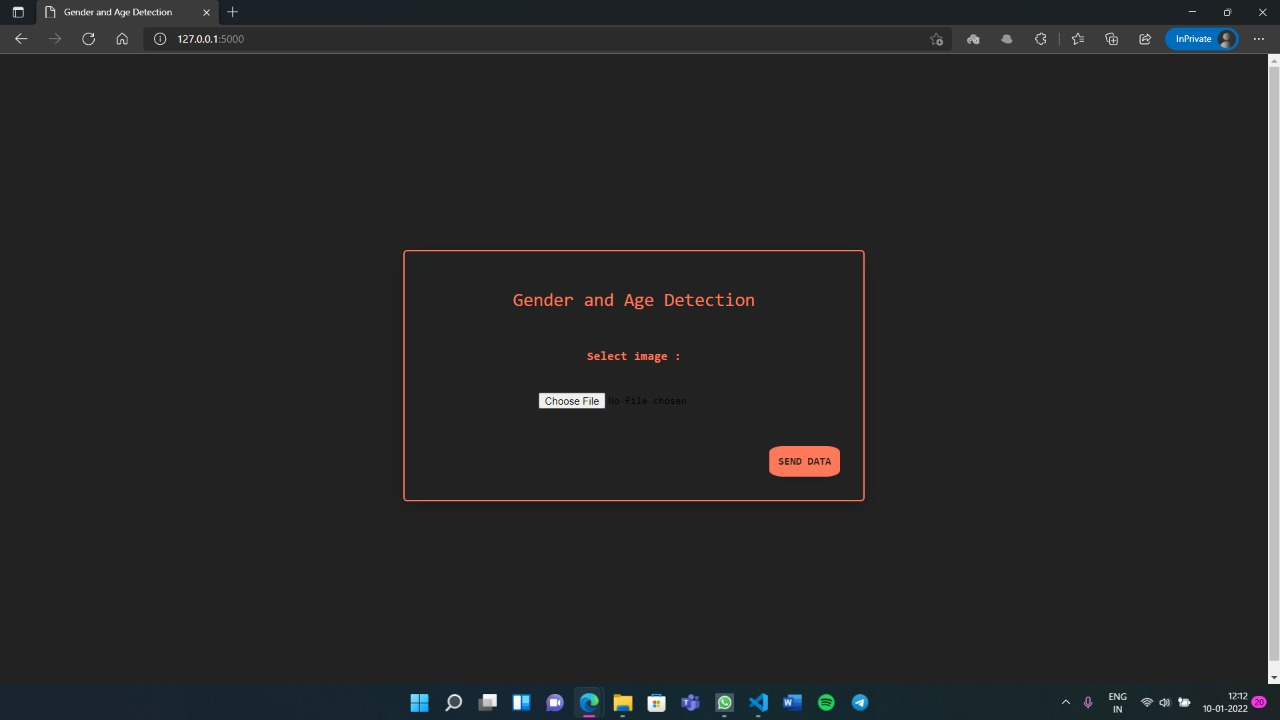 Gender and Age Detection
127.0.0.1:5000
InPrivate
Gender and Age Detection
Select image :
Choose File No file chosen
SEND DATA
ENG
IN
12:12
10-01-2022
20